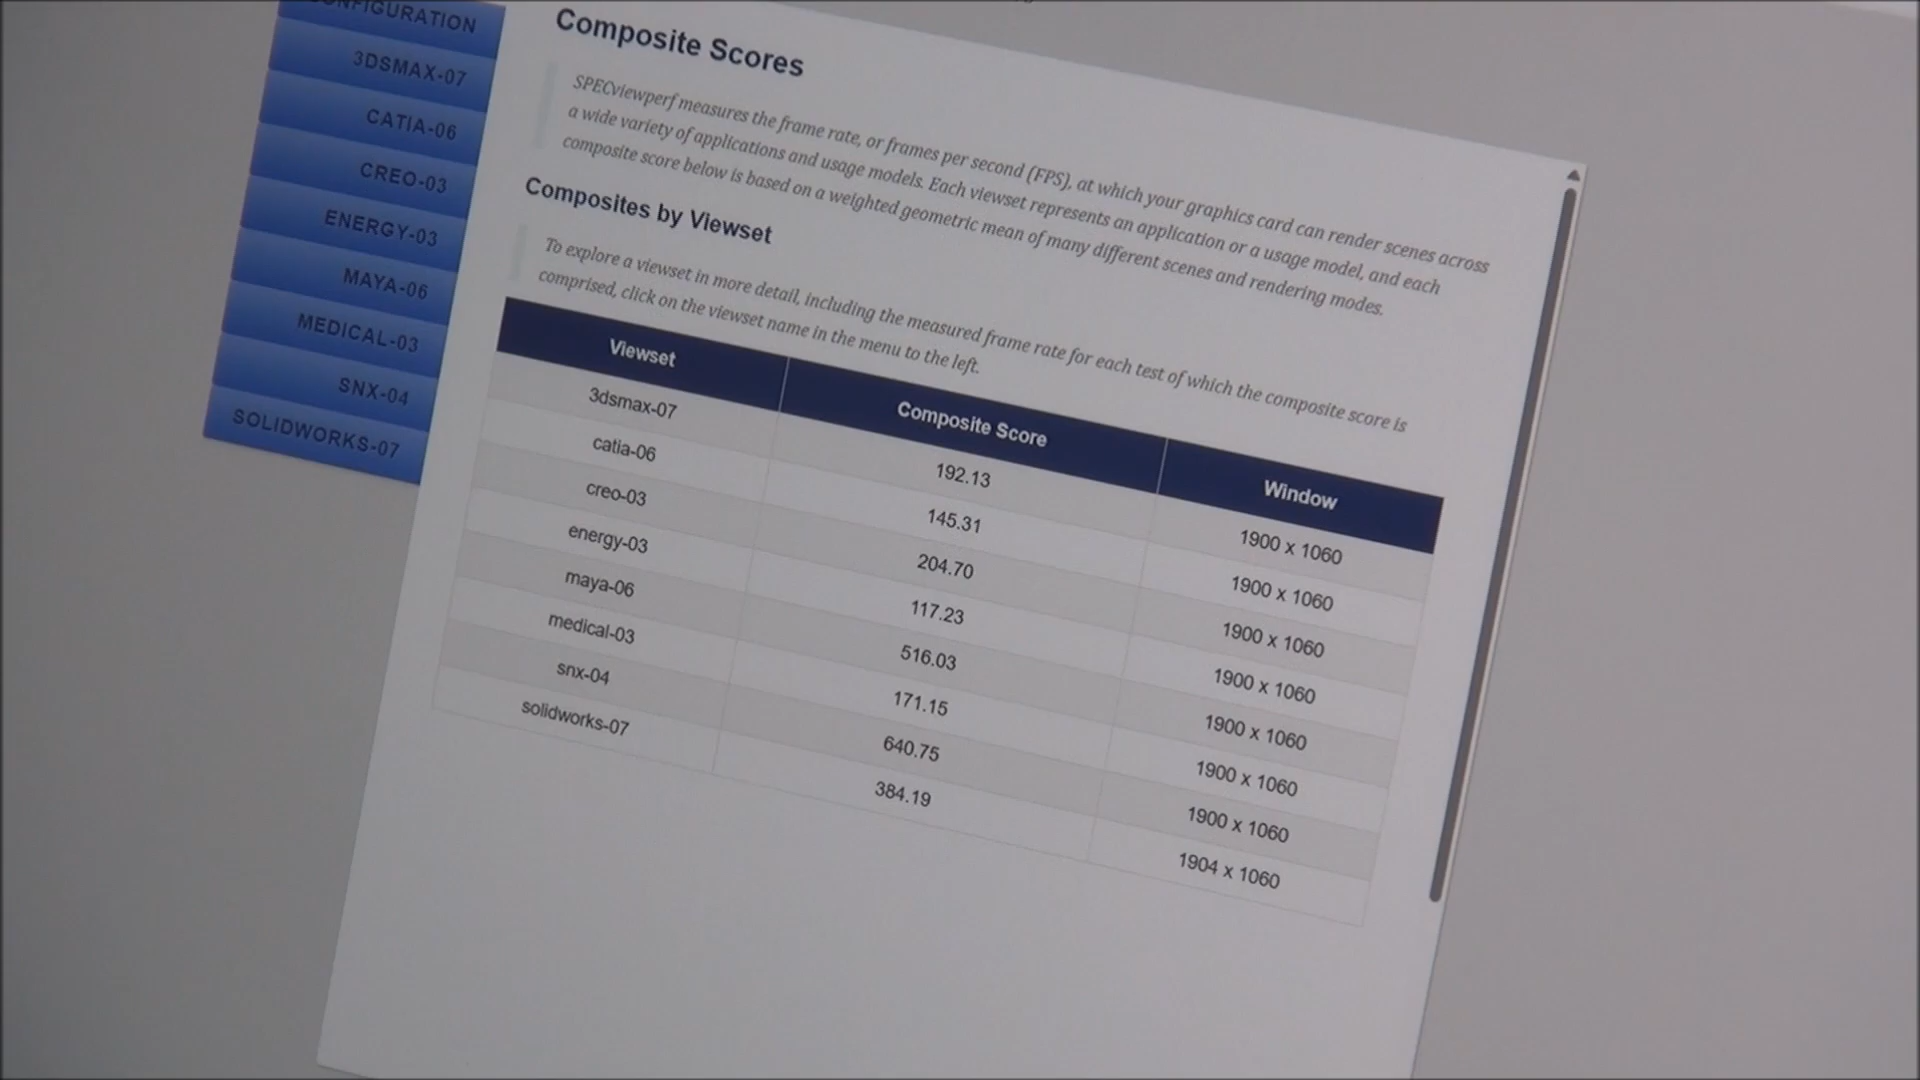 3DSMAX-07
CATIA-06
CREO-03
ENERGY-03
MAYA-06
MEDICAL-03
SNX-04
SOLIDWORKS-07
Composite Scores
SPECviewperf measures the frame rate, or frames per second (FPS), at which your graphics card can render scenes across
a wide variety of applications and usage models. Each viewset represents an application or a usage model, and each
composite score below is based on a weighted geometric mean of many different scenes and rendering modes.
Composites by Viewset
To explore a viewset in more detail, including the measured frame rate for each test of which the composite score is
comprised, click on the viewset name in the menu to the left.
Viewset Composite Score Window
3dsmax-07 192.13 1900 x 1060
catia-06 145.31 1900 x 1060
creo-03 204.70 1900 x 1060
energy-03 117.23 1900 x 1060
maya-06 516.03 1900 x 1060
medical-03 171.15 1900 x 1060
snx-04 640.75 1900 x 1060
solidworks-07 384.19 1904 x 1060